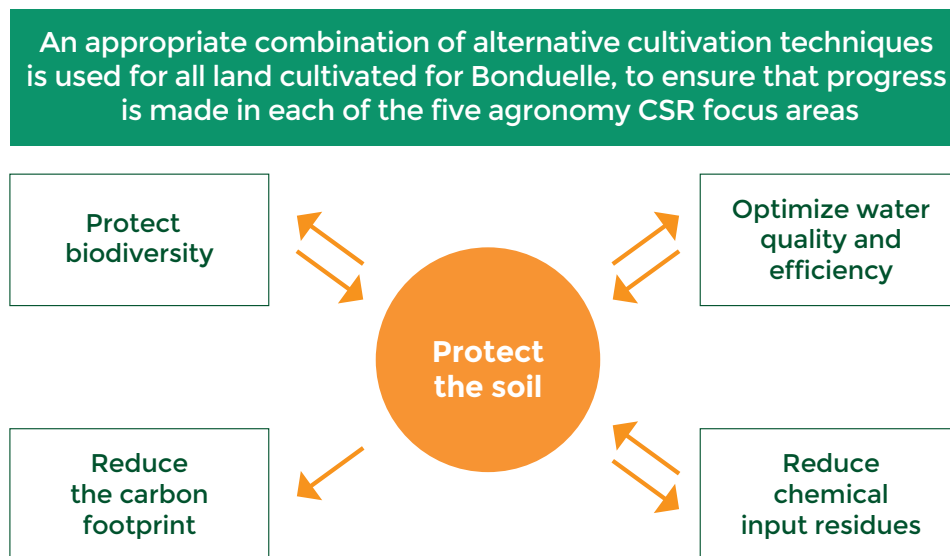 An appropriate combination of alternative cultivation techniques
is used for all land cultivated for Bonduelle, to ensure that progress
is made in each of the five agronomy CSR focus areas
Protect
biodiversity
Optimize water
quality and
efficiency
Protect
the soil
Reduce
the carbon
footprint
Reduce
chemical
input residues